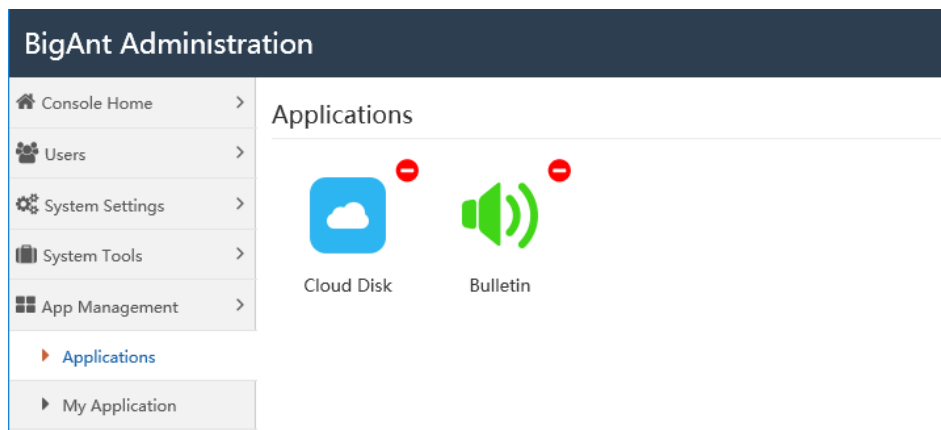 BigAnt Administration
Console Home
Users
System Settings
System Tools
App Management
Applications
My Application
Applications
Cloud Disk
Bulletin